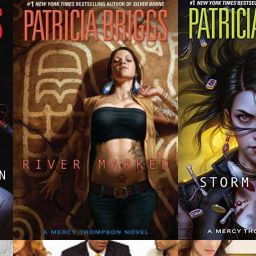 #1 NEW YORK TIMES BESTSELLING AUTHOR OF SILVER BORNE
PATRICIA BRIGGS
RIVER MARKED
A MERCY THOMPSON NOVEL
#1 NEW YORK TIMES BESTSELLING
PATRICIA
STORM
A MERCY THO
S
N